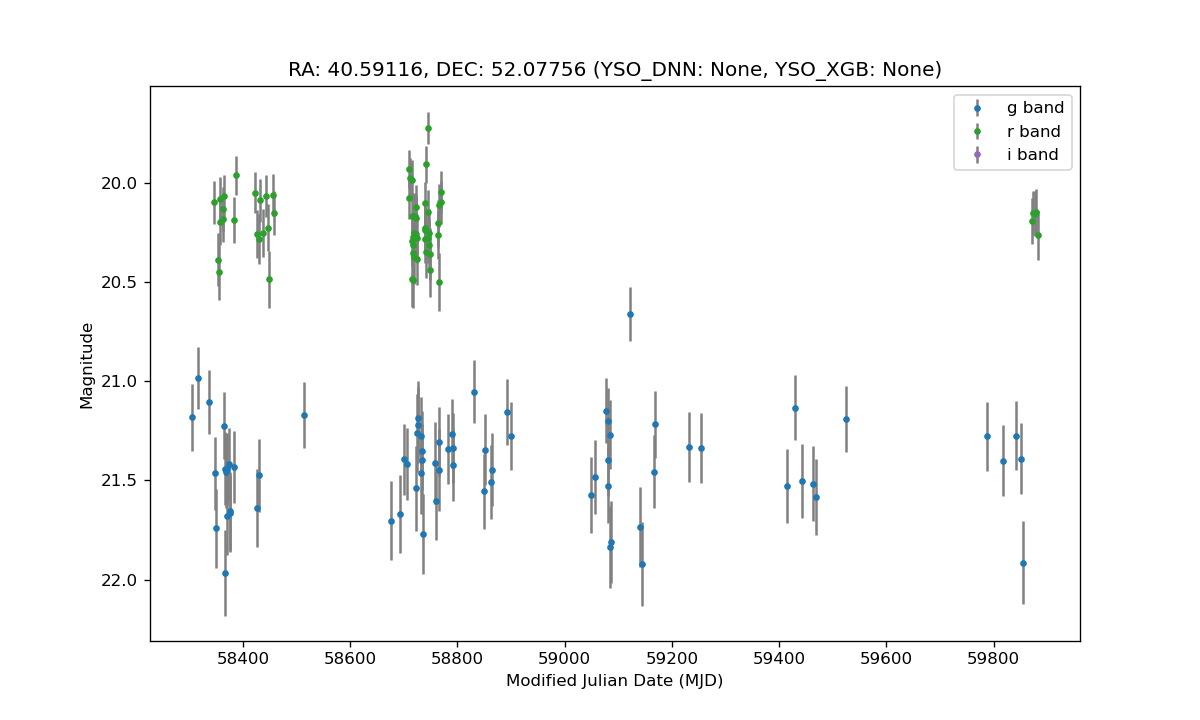 RA: 40.59116, DEC: 52.07756 (YSO_DNN: None, YSO_XGB: None)
g band
r band
i band
20.0
20.5
21.0
21.5
22.0
Magnitude
58400 58600 58800 59000 59200 59400 59600 59800
Modified Julian Date (MJD)